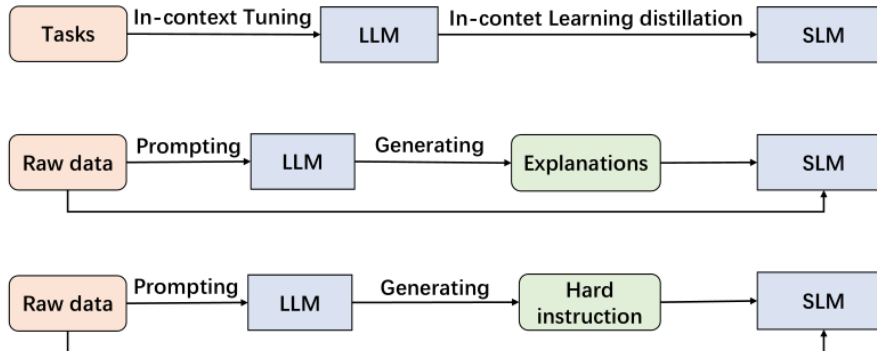 In-context Tuning
In-contet Learning distillation
Tasks
LLM
SLM
Prompting
Generating
Raw data
LLM
Explanations
SLM
Prompting
Generating
Raw data
LLM
Hard
instruction
SLM